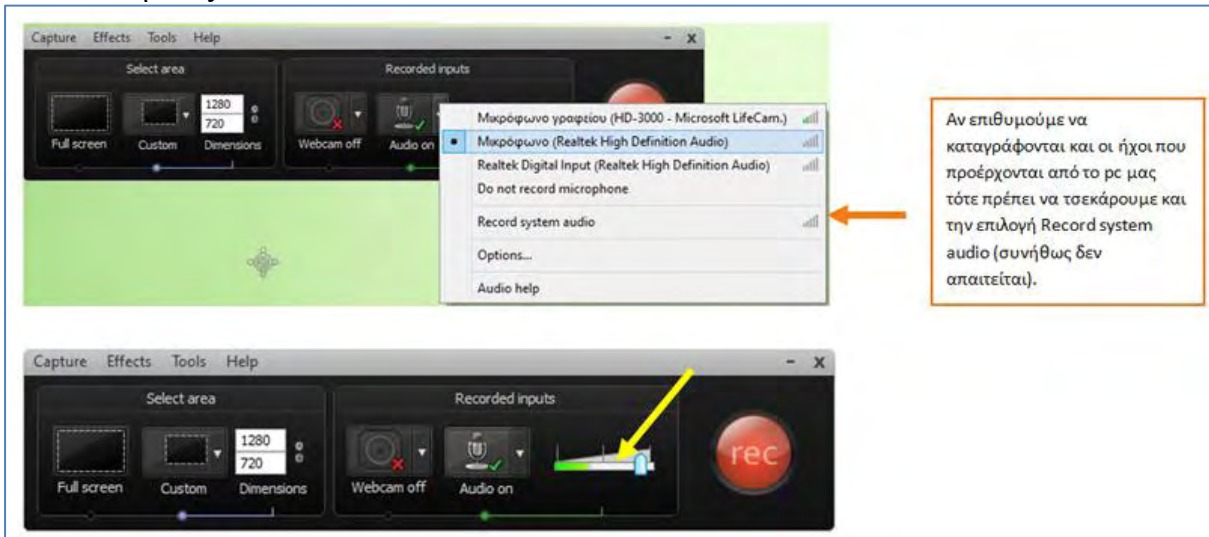 Capture Effects Tools Help - x
Select area
Recorded inputs
1280
720
Full screen Custom Dimensions Webcam off Audio on
Μικρόφωνο γραφείου (HD-3000 - Microsoft LifeCam.)
Μικρόφωνο (Realtek High Definition Audio)
Realtek Digital Input (Realtek High Definition Audio)
Do not record microphone
Record system audio
Options...
Audio help
Αν επιθυμούμε να
καταγράφονται και οι ήχοι που
προέρχονται από το pc μας
τότε πρέπει να τσεκάρουμε και
την επιλογή Record system
audio (συνήθως δεν
απαιτείται).
Capture Effects Tools Help - x
Select area
Recorded inputs
1280
720
Full screen Custom Dimensions Webcam off Audio on
rec